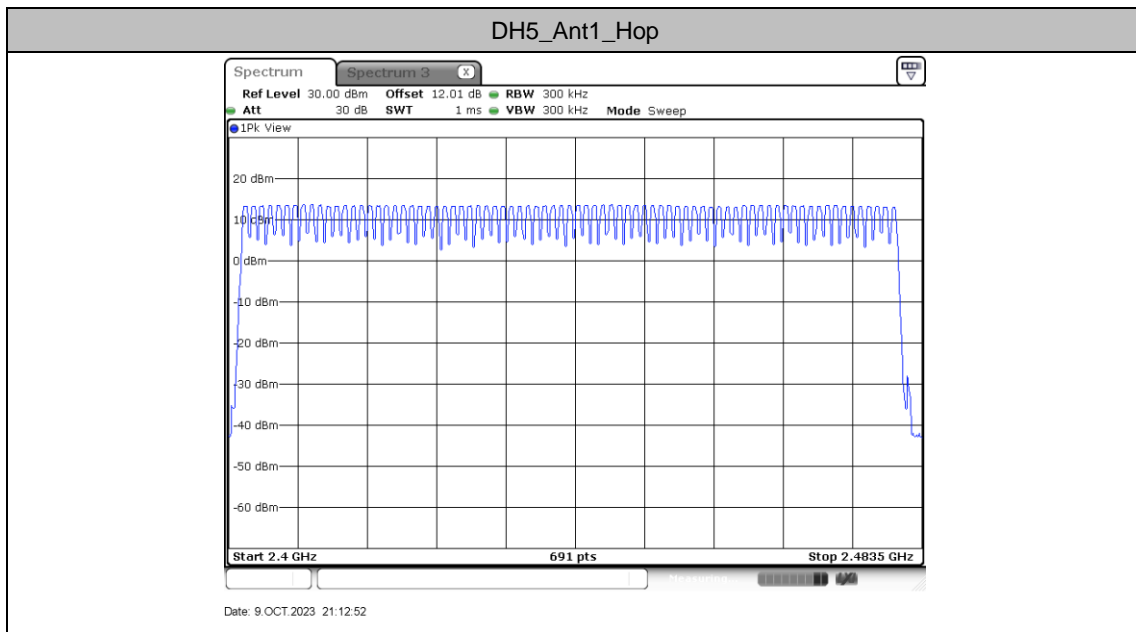 DH5_Ant1_Hop
Spectrum Spectrum 3 X
Ref Level 30.00 dBm Offset 12.01 dB RBW 300 kHz
Att 30 dB SWT 1 ms VBW 300 kHz Mode Sweep
1Pk View
20 dBm
10 dBm
0 dBm
-10 dBm
-20 dBm
-30 dBm
-40 dBm
-50 dBm
-60 dBm
Start 2.4 GHz 691 pts Stop 2.4835 GHz
Measuring...
Date: 9.OCT.2023 21:12:52